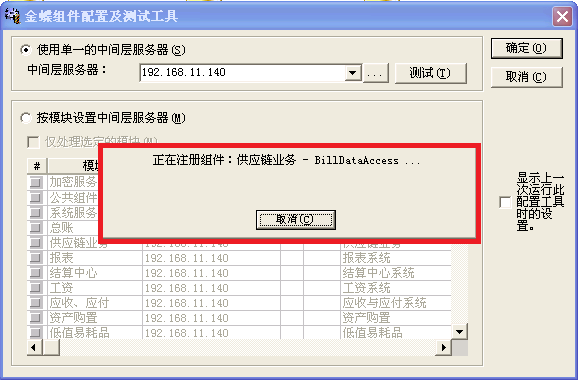 金蝶组件配置及测试工具
使用单一的中间层服务器(S)
中间层服务器：
192.168.11.140
...
测试(T)
确定(O)
取消(C)
按模块设置中间层服务器(M)
仅处理选定的模块(M)
正在注册组件：供应链业务 - BillDataAccess ...
取消(C)
显示上一
次运行此
配置工具
时的设
置。
# 模块
加密服务
公共组件
系统服务
总账
供应链业务 192.168.11.140 供应链业务
报表 192.168.11.140 报表系统
结算中心 192.168.11.140 结算中心系统
工资 192.168.11.140 工资系统
应收、应付 192.168.11.140 应收与应付系统
资产购置 192.168.11.140 资产购置
低值易耗品 192.168.11.140 低值易耗品